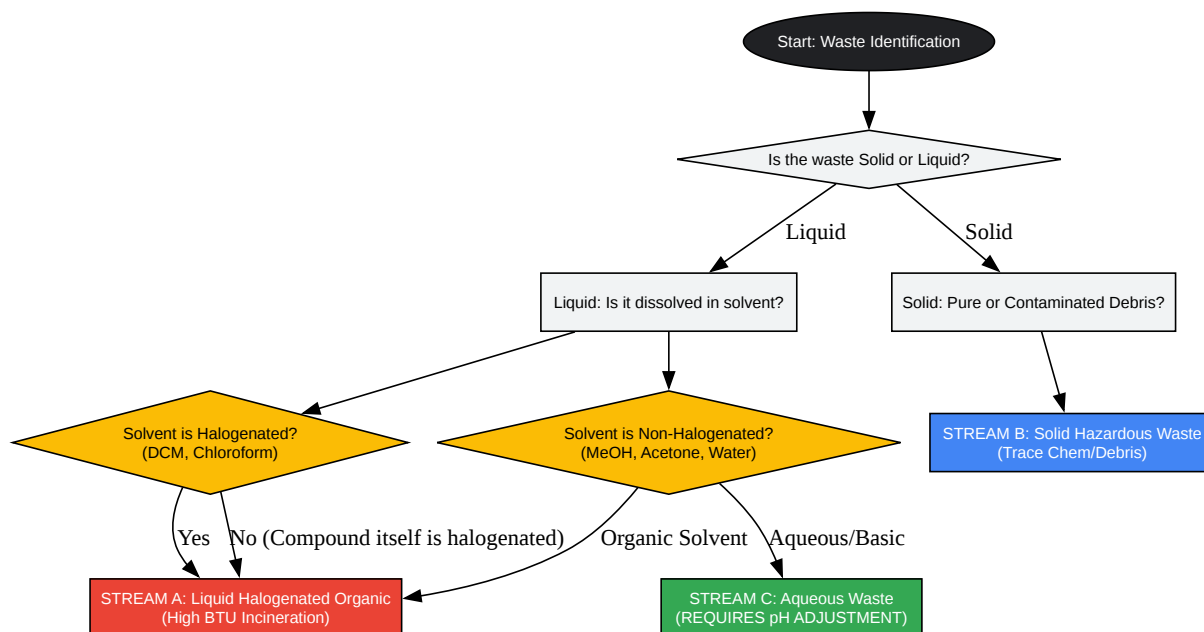 Start: Waste Identification
Is the waste Solid or Liquid?
Liquid
Solid
Liquid: Is it dissolved in solvent?
Solid: Pure or Contaminated Debris?
Solvent is Halogenated?
(DCM, Chloroform)
Solvent is Non-Halogenated?
(MeOH, Acetone, Water)
STREAM B: Solid Hazardous Waste
(Trace Chem/Debris)
Yes
No (Compound itself is halogenated)
Organic Solvent
Aqueous/Basic
STREAM A: Liquid Halogenated Organic
(High BTU Incineration)
STREAM C: Aqueous Waste
(REQUIRES pH ADJUSTMENT)